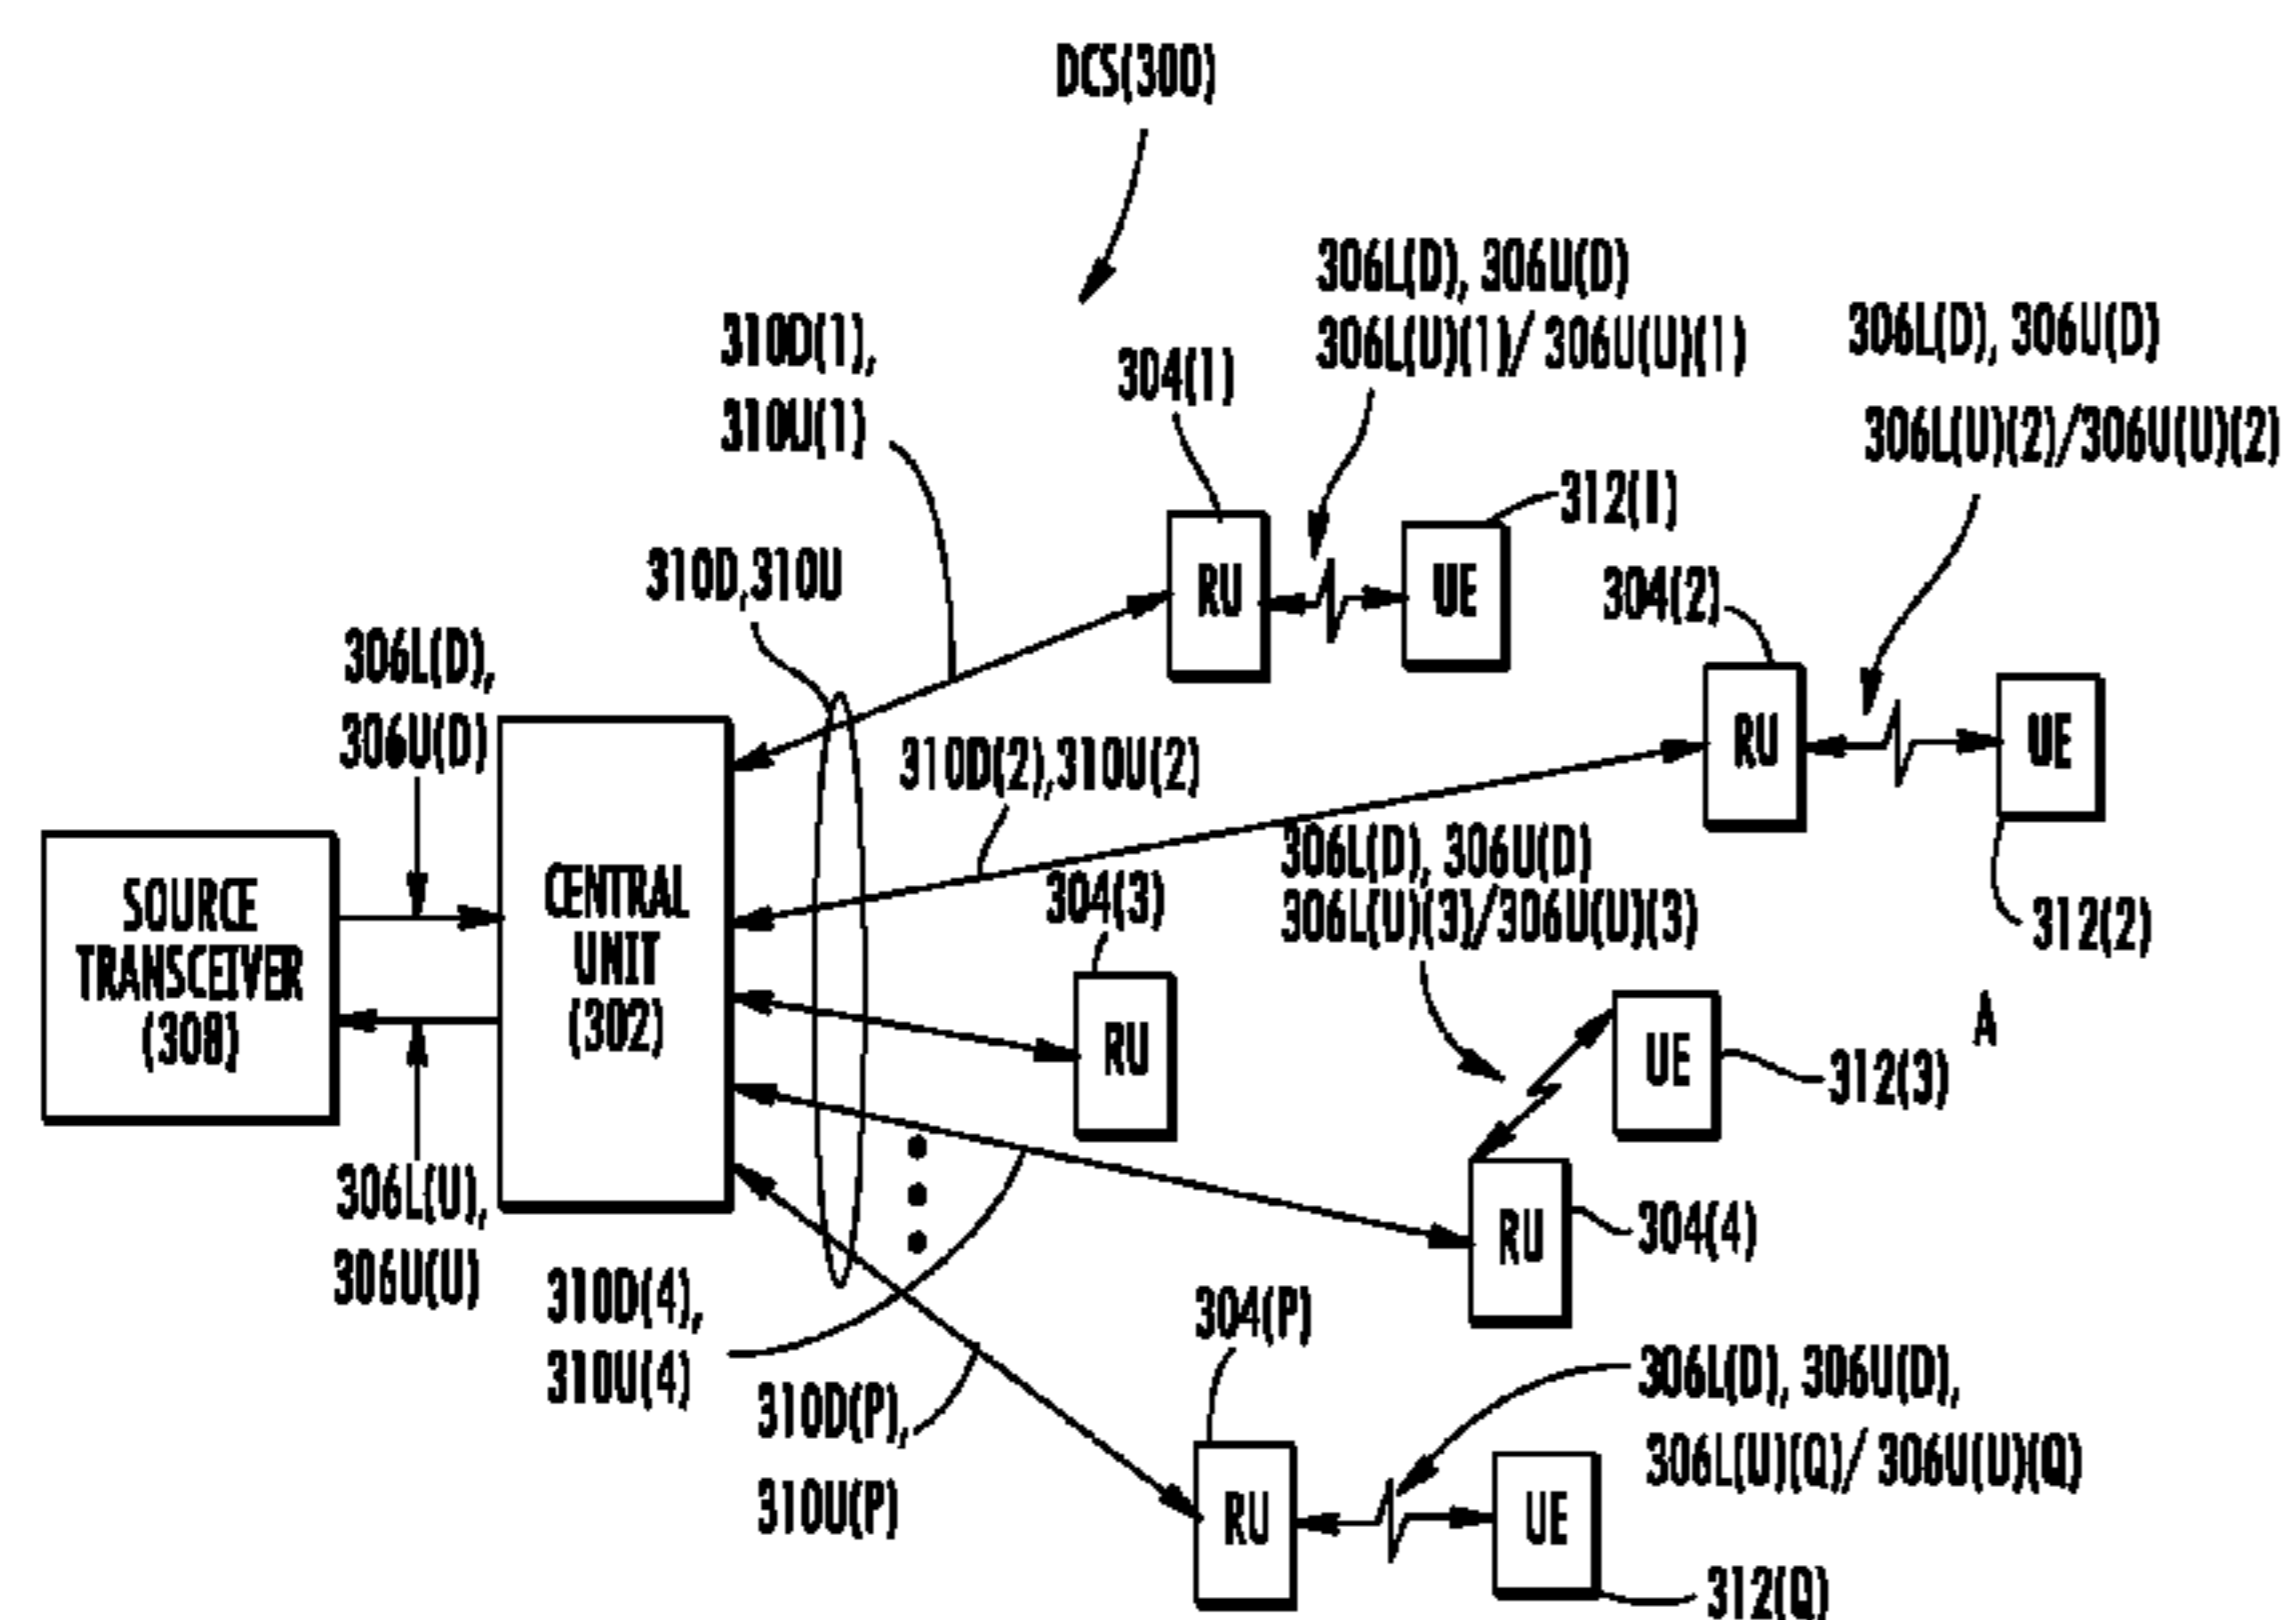 DCS(300)
306L(D), 306U(D)
306L(U)(1)/ 306U(U)(1)
306L(D), 306U(D)
306L(U)(2)/306U(U)(2)
310D(1),
310U(1)
304(1)
312(1)
310D,310U
RU
UE
304(2)
306L(D),
306U(D)
RU
UE
310D(2),310U(2)
306L(D), 306U(D)
306L(U)(3)/306U(U)(3)
304(3)
312(2)
SOURCE
TRANSCEIVER
(308)
CENTRAL
UNIT
(302)
A
RU
UE
312(3)
306L(U),
306U(U)
RU
304(4)
310D(4),
310U(4)
304(P)
310D(P),
310U(P)
306L(D), 306U(D),
306L(U)(Q)/ 306U(U)(Q)
RU
UE
312(Q)